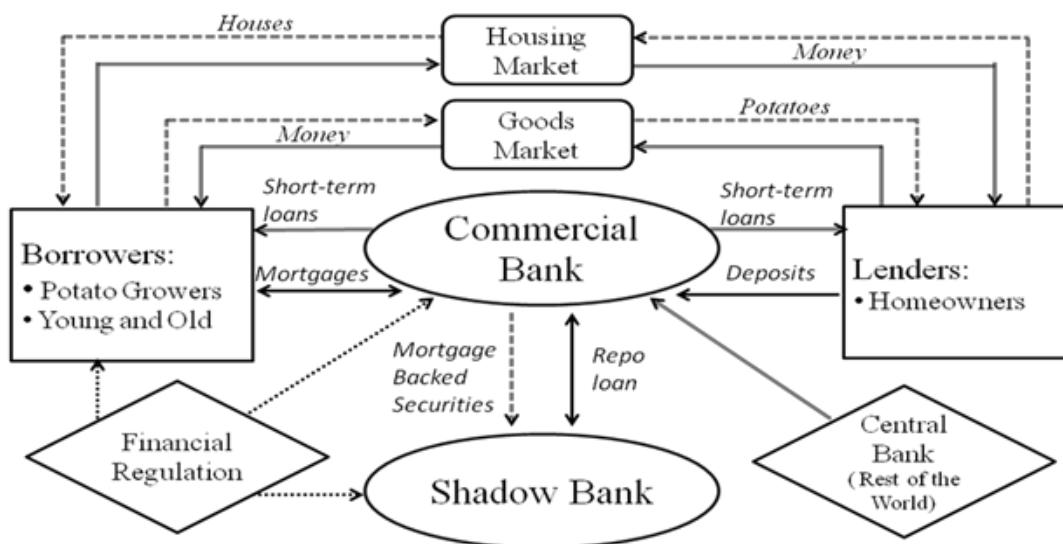 Houses
Housing
Market
Money
Goods
Market
Potatoes
Money
Short-term
loans
Commercial
Bank
Short-term
loans
Borrowers:
• Potato Growers
• Young and Old
Mortgages
Deposits
Lenders:
• Homeowners
Mortgage
Backed
Securities
Repo
loan
Financial
Regulation
Shadow Bank
Central
Bank
( Rest of the
World)